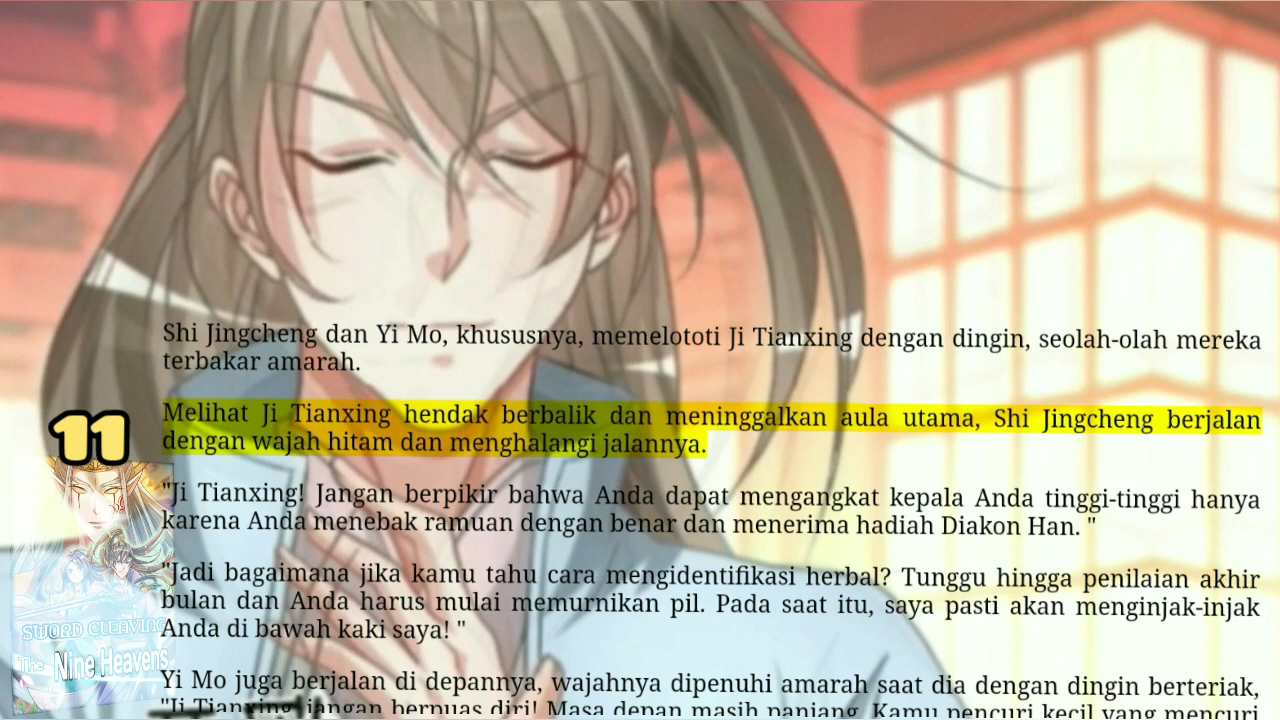 Shi Jingcheng dan Yi Mo, khususnya, memelototi Ji Tianxing dengan dingin, seolah-olah mereka
terbakar amarah.
Melihat Ji Tianxing hendak berbalik dan meninggalkan aula utama, Shi Jingcheng berjalan
dengan wajah hitam dan menghalangi jalannya.
11
"Ji Tianxing! Jangan berpikir bahwa Anda dapat mengangkat kepala Anda tinggi-tinggi hanya
karena Anda menebak ramuan dengan benar dan menerima hadiah Diakon Han. "
"Jadi bagaimana jika kamu tahu cara mengidentifikasi herbal? Tunggu hingga penilaian akhir
bulan dan Anda harus mulai memurnikan pil. Pada saat itu, saya pasti akan menginjak-injak
Anda di bawah kaki saya! "
SWORD CLEAVING
The Nine Heavens
Yi Mo juga berjalan di depannya, wajahnya dipenuhi amarah saat dia dengan dingin berteriak,
"Ji Tianxing, jangan berpuas diri! Masa depan masih panjang. Kamu pencuri kecil yang mencuri